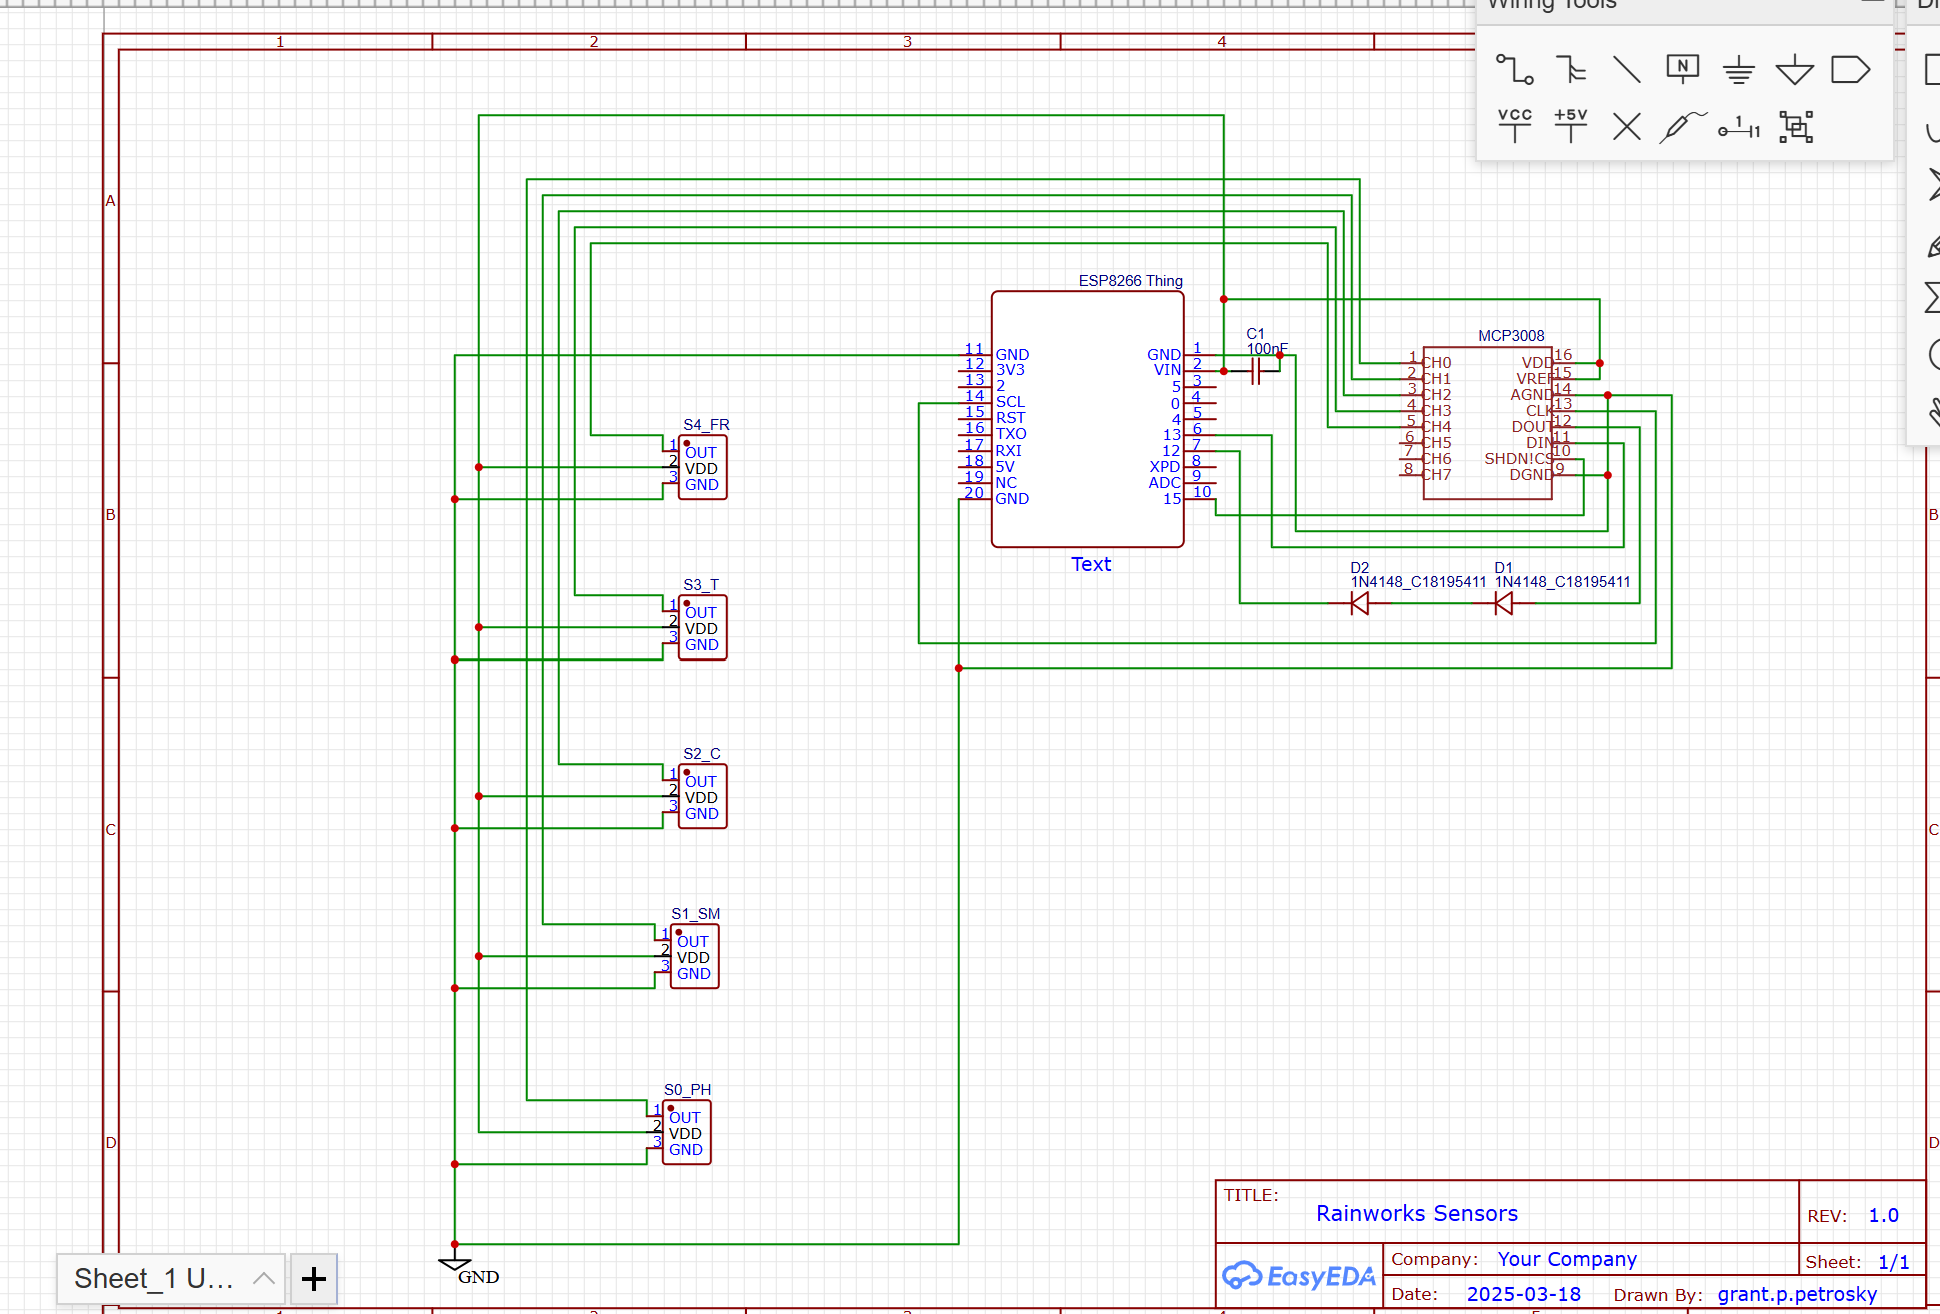 Wiring Tools
N
VCC
+5V
1
1
1
2
3
4
A
B
C
D
B
C
D
ESP8266 Thing
11 GND
12 3V3
13 2
14 SCL
15 RST
16 TXO
17 RXI
18 5V
19 NC
20 GND
GND 1
VIN 2
5 3
0 4
4 5
13 6
12 7
XPD 8
ADC 9
15 10
Text
C1
100nF
MCP3008
1 CH0
2 CH1
3 CH2
4 CH3
5 CH4
6 CH5
7 CH6
8 CH7
VDD 16
VREF 15
AGND 14
CLK 13
DOUT 12
DIN 11
SHDN!CS 10
DGND 9
D2
1N4148_C18195411
D1
1N4148_C18195411
S4_FR
1 OUT
2 VDD
3 GND
S3_T
1 OUT
2 VDD
3 GND
S2_C
1 OUT
2 VDD
3 GND
S1_SM
1 OUT
2 VDD
3 GND
S0_PH
1 OUT
2 VDD
3 GND
GND
TITLE:
Rainworks Sensors
REV: 1.0
EasyEDA
Company: Your Company
Sheet: 1/1
Date: 2025-03-18
Drawn By: grant.p.petrosky
Sheet_1 U...